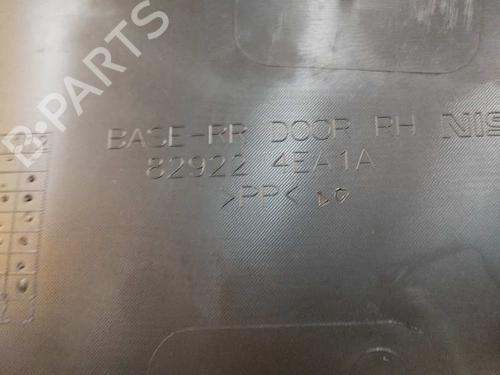 BASE-RR DOOR RH NIS
82922 4EA1A
>PP<
B-PARTS